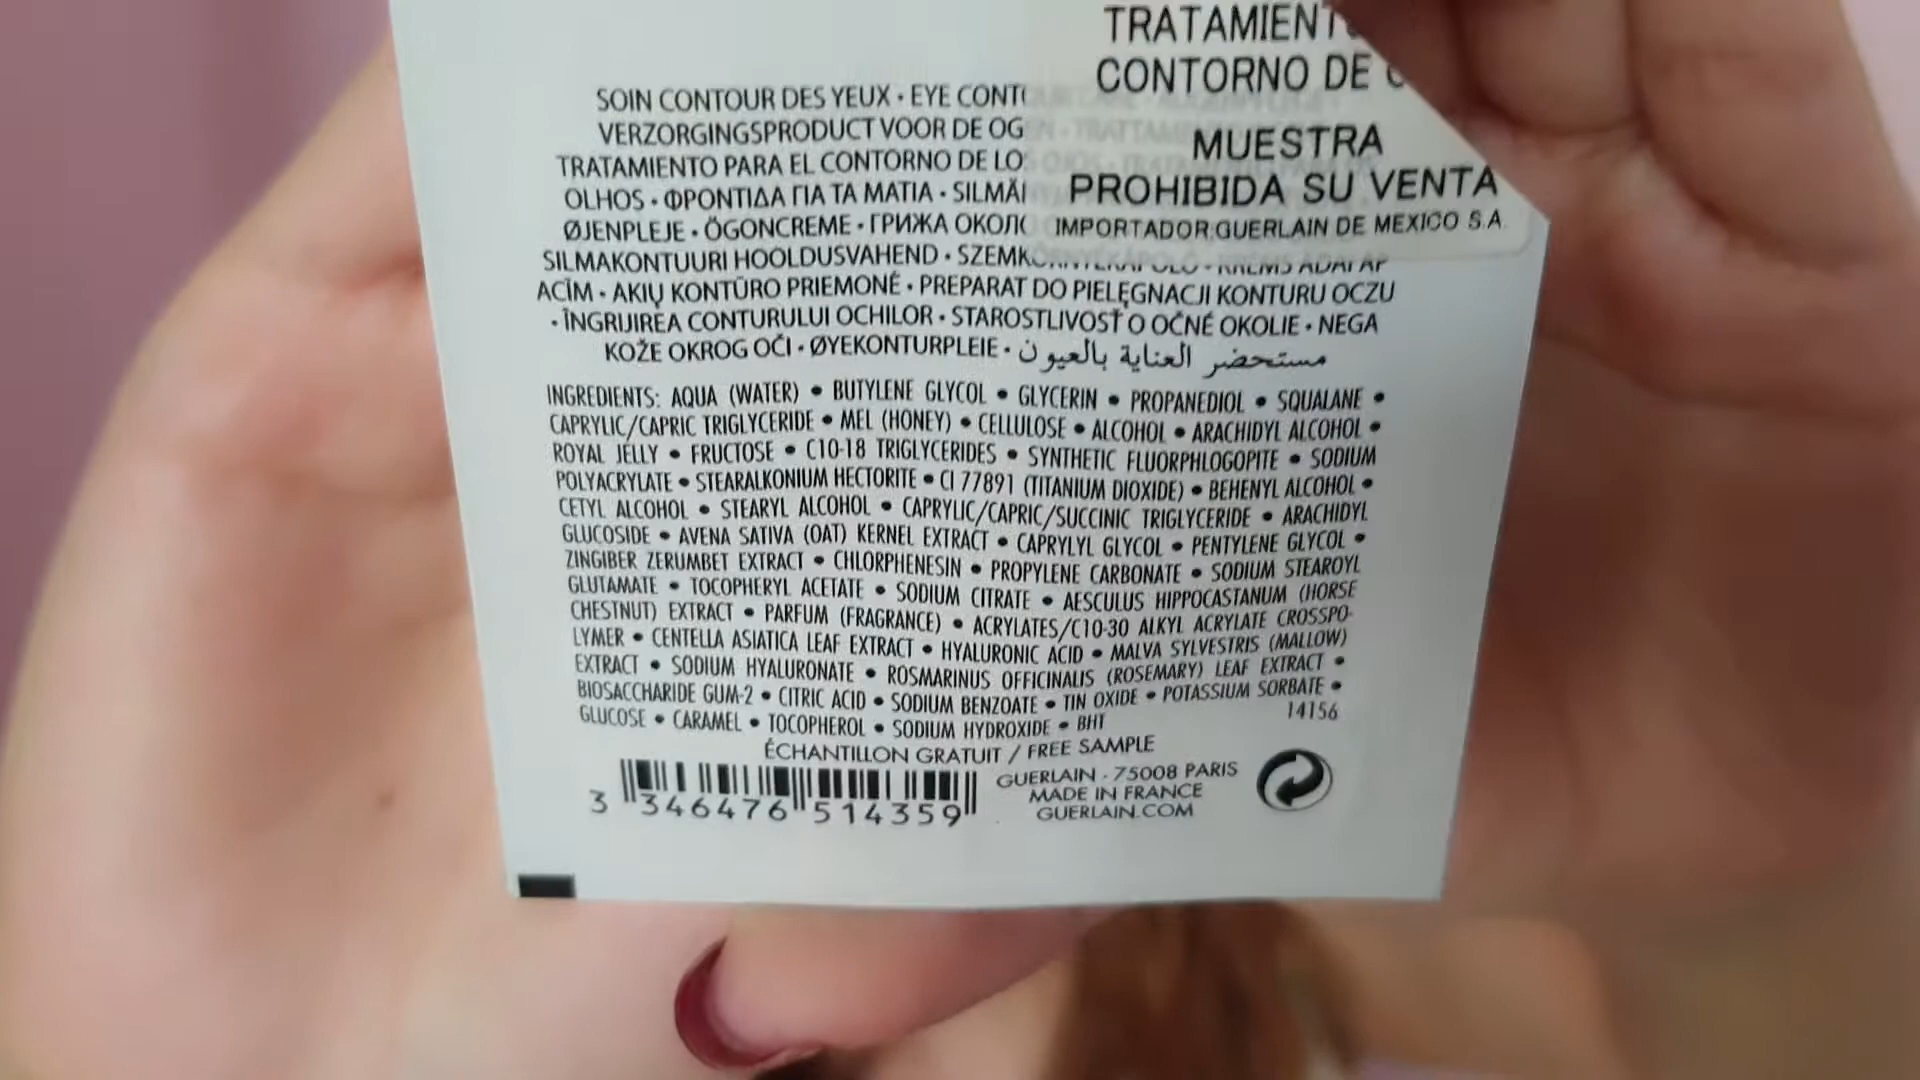 TRATAMIENT
CONTORNO DE
MUESTRA
PROHIBIDA SU VENTA
IMPORTADOR:GUERLAIN DE MEXICO S.A.
SOIN CONTOUR DES YEUX • EYE CONT
VERZORGINGSPRODUCT VOOR DE OG
TRATAMIENTO PARA EL CONTORNO DE LO
OLHOS • ΦΡΟΝΤΙΔΑ ΓΙΑ ΤΑ ΜΑΤΙΑ • SILMÄ
ØJENPLEJE • ÖGONCREME • ГРИЖА ОКОЛ
SILMAKONTUURI HOOLDUSVAHEND • SZEMK
ACĪM • AKIŲ KONTŪRO PRIEMONĖ • PREPARAT DO PIELĘGNACJI KONTURU OCZU
• ÎNGRIJIREA CONTURULUI OCHILOR • STAROSTLIVOSŤ O OČNÉ OKOLIE • NEGA
KOŽE OKROG OČI • ØYEKONTURPLEIE • مستحضر العناية بالعيون
INGREDIENTS: AQUA (WATER) • BUTYLENE GLYCOL • GLYCERIN • PROPANEDIOL • SQUALANE •
CAPRYLIC/CAPRIC TRIGLYCERIDE • MEL (HONEY) • CELLULOSE • ALCOHOL • ARACHIDYL ALCOHOL •
ROYAL JELLY • FRUCTOSE • C10-18 TRIGLYCERIDES • SYNTHETIC FLUORPHLOGOPITE • SODIUM
POLYACRYLATE • STEARALKONIUM HECTORITE • CI 77891 (TITANIUM DIOXIDE) • BEHENYL ALCOHOL •
CETYL ALCOHOL • STEARYL ALCOHOL • CAPRYLIC/CAPRIC/SUCCINIC TRIGLYCERIDE • ARACHIDYL
GLUCOSIDE • AVENA SATIVA (OAT) KERNEL EXTRACT • CAPRYLYL GLYCOL • PENTYLENE GLYCOL •
ZINGIBER ZERUMBET EXTRACT • CHLORPHENESIN • PROPYLENE CARBONATE • SODIUM STEAROYL
GLUTAMATE • TOCOPHERYL ACETATE • SODIUM CITRATE • AESCULUS HIPPOCASTANUM (HORSE
CHESTNUT) EXTRACT • PARFUM (FRAGRANCE) • ACRYLATES/C10-30 ALKYL ACRYLATE CROSSPO-
LYMER • CENTELLA ASIATICA LEAF EXTRACT • HYALURONIC ACID • MALVA SYLVESTRIS (MALLOW)
EXTRACT • SODIUM HYALURONATE • ROSMARINUS OFFICINALIS (ROSEMARY) LEAF EXTRACT •
BIOSACCHARIDE GUM-2 • CITRIC ACID • SODIUM BENZOATE • TIN OXIDE • POTASSIUM SORBATE •
GLUCOSE • CARAMEL • TOCOPHEROL • SODIUM HYDROXIDE • BHT 14156
ÉCHANTILLON GRATUIT / FREE SAMPLE
3 346476 514359
GUERLAIN - 75008 PARIS
MADE IN FRANCE
GUERLAIN.COM